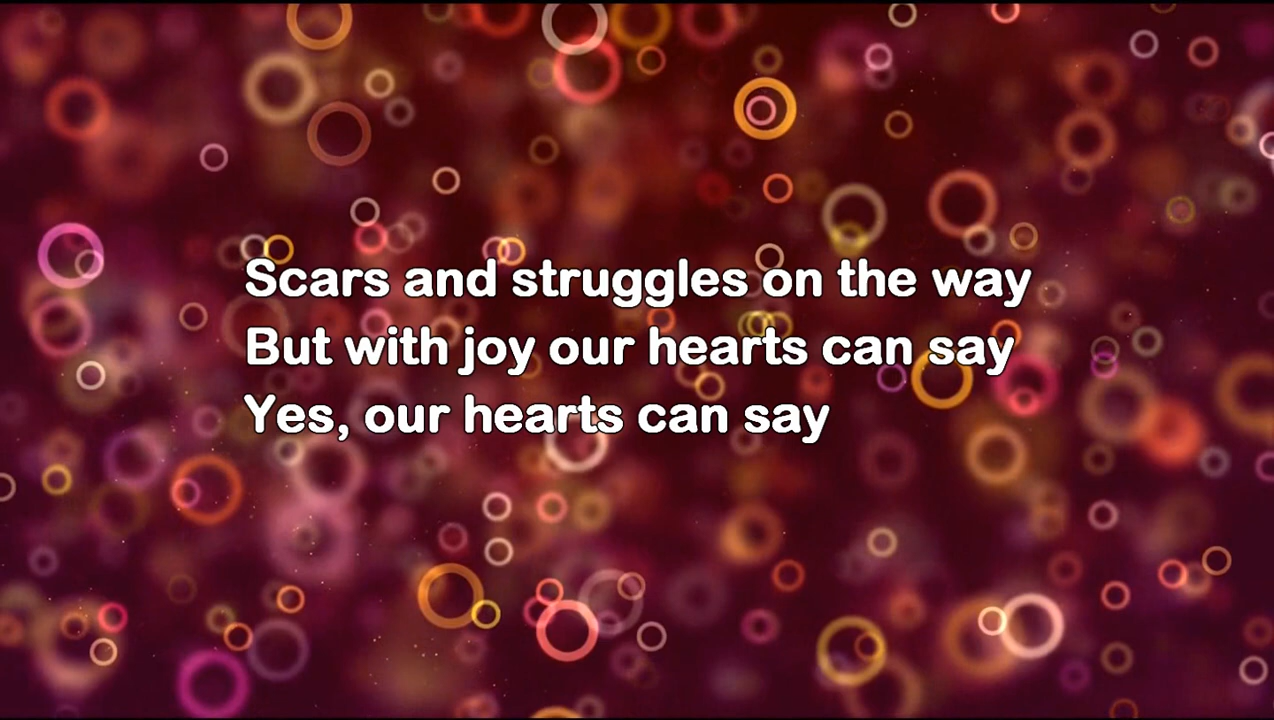 Scars and struggles on the way
But with joy our hearts can say
Yes, our hearts can say